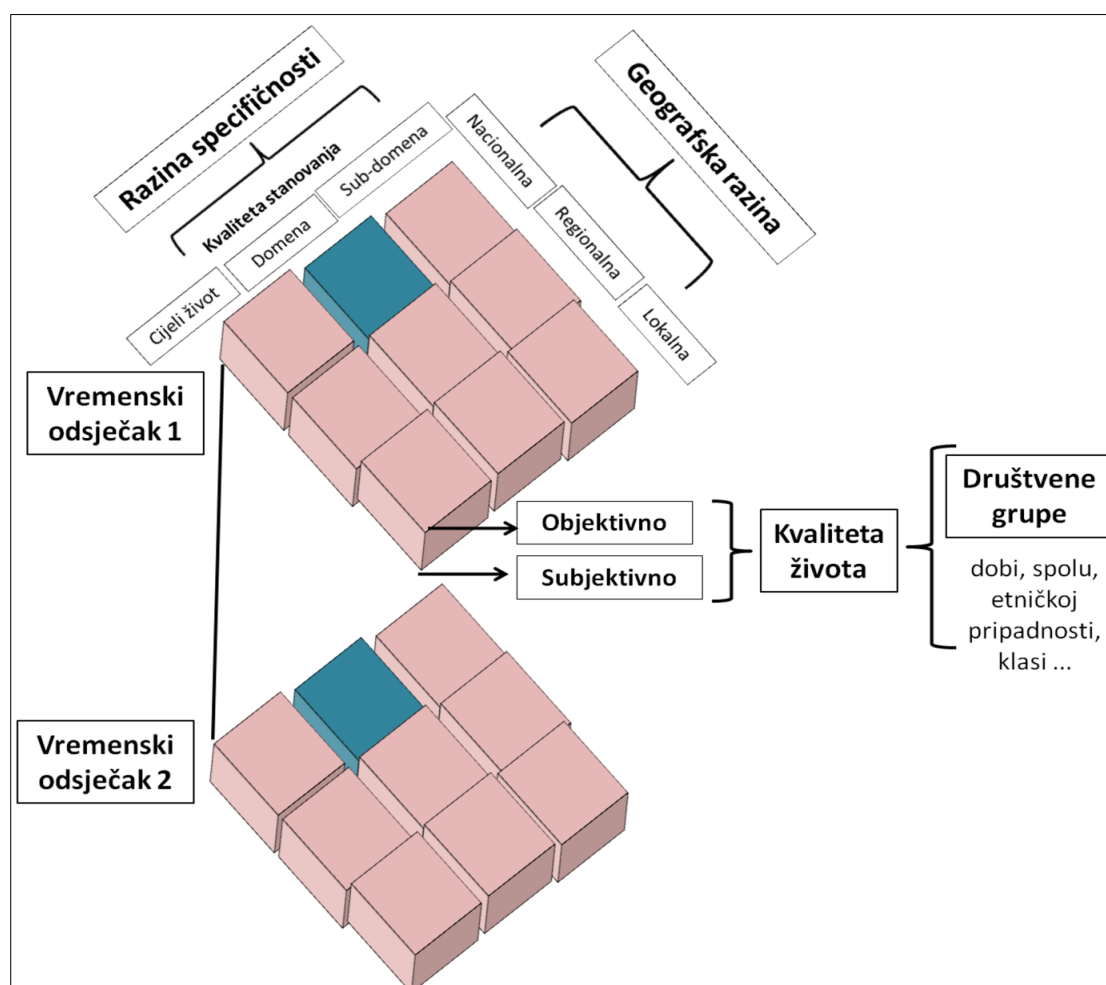 Razina specifičnosti
Kvaliteta stanovanja
Cijeli život
Domena
Sub-domena
Geografska razina
Nacionalna
Regionalna
Lokalna
Vremenski
odsječak 1
Objektivno
Subjektivno
Kvaliteta
života
Društvene
grupe
dobi, spolu,
etničkoj
pripadnosti,
klasi ...
Vremenski
odsječak 2